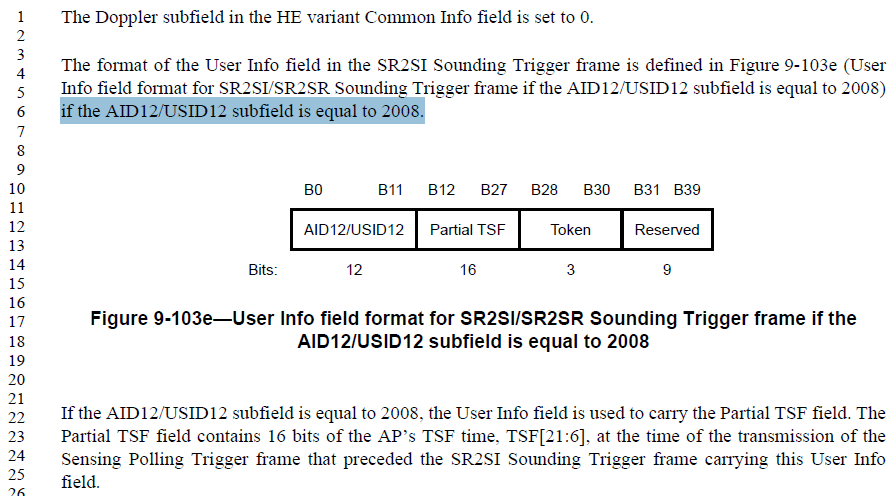 1 The Doppler subfield in the HE variant Common Info field is set to 0.
2
3 The format of the User Info field in the SR2SI Sounding Trigger frame is defined in Figure 9-103e (User
4 Info field format for SR2SI/SR2SR Sounding Trigger frame if the AID12/USID12 subfield is equal to 2008)
5
6 if the AID12/USID12 subfield is equal to 2008.
7
8
9
10 B0 B11 B12 B27 B28 B30 B31 B39
11
12 AID12/USID12 Partial TSF Token Reserved
13
14 Bits: 12 16 3 9
15
16
17 Figure 9-103e—User Info field format for SR2SI/SR2SR Sounding Trigger frame if the
18 AID12/USID12 subfield is equal to 2008
19
20
21
22 If the AID12/USID12 subfield is equal to 2008, the User Info field is used to carry the Partial TSF field. The
23 Partial TSF field contains 16 bits of the AP's TSF time, TSF[21:6], at the time of the transmission of the
24 Sensing Polling Trigger frame that preceded the SR2SI Sounding Trigger frame carrying this User Info
25 field.
26